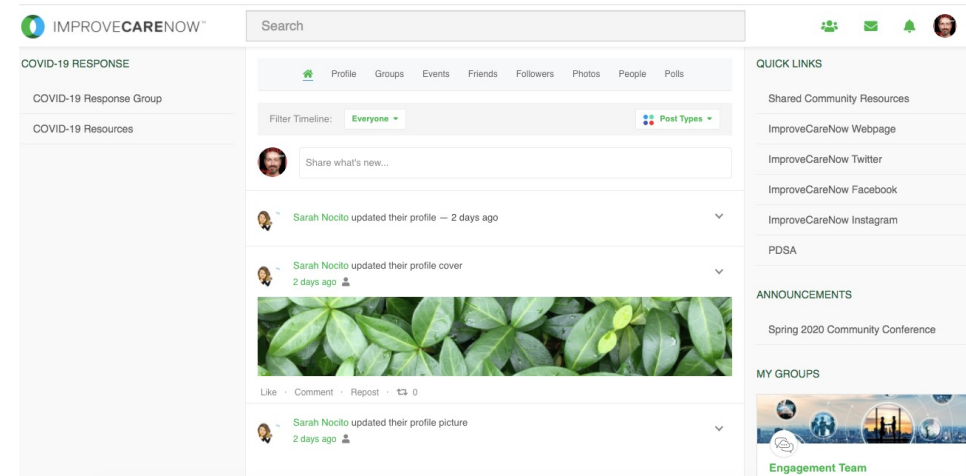 IMPROVECARENOW™
Search
COVID-19 RESPONSE
COVID-19 Response Group
COVID-19 Resources
Profile Groups Events Friends Followers Photos People Polls
Filter Timeline: Everyone Post Types
Share what's new...
Sarah Nocito updated their profile — 2 days ago
Sarah Nocito updated their profile cover
2 days ago
Like · Comment · Repost · 0
Sarah Nocito updated their profile picture
2 days ago
QUICK LINKS
Shared Community Resources
ImproveCareNow Webpage
ImproveCareNow Twitter
ImproveCareNow Facebook
ImproveCareNow Instagram
PDSA
ANNOUNCEMENTS
Spring 2020 Community Conference
MY GROUPS
Engagement Team